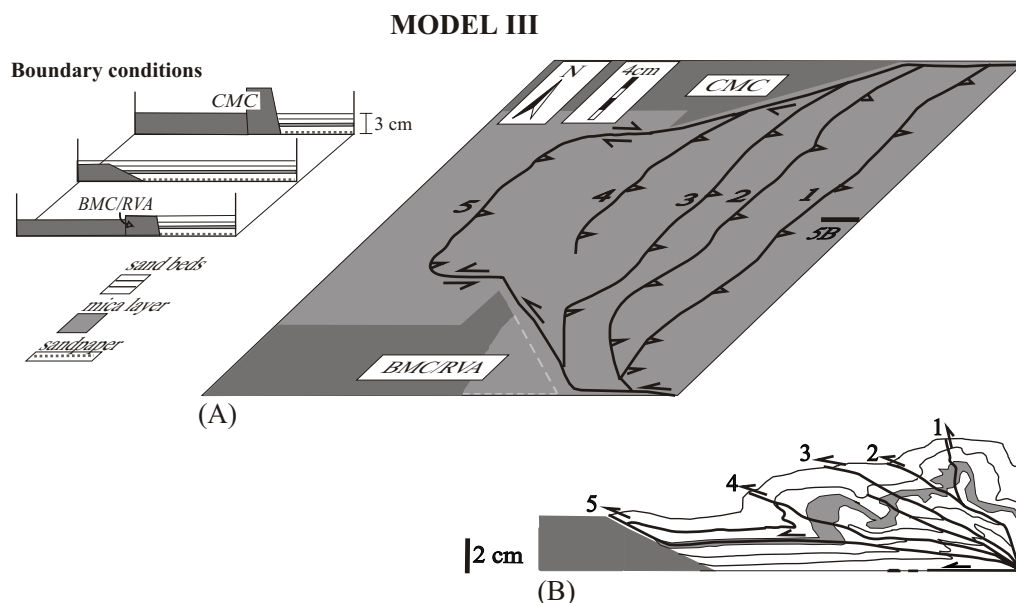 MODEL III
Boundary conditions
CMC
3 cm
BMC/RVA
sand beds
mica layer
sandpaper
N
4cm
CMC
5
4
3
2
1
5B
BMC/RVA
(A)
1
2
3
4
5
2 cm
(B)